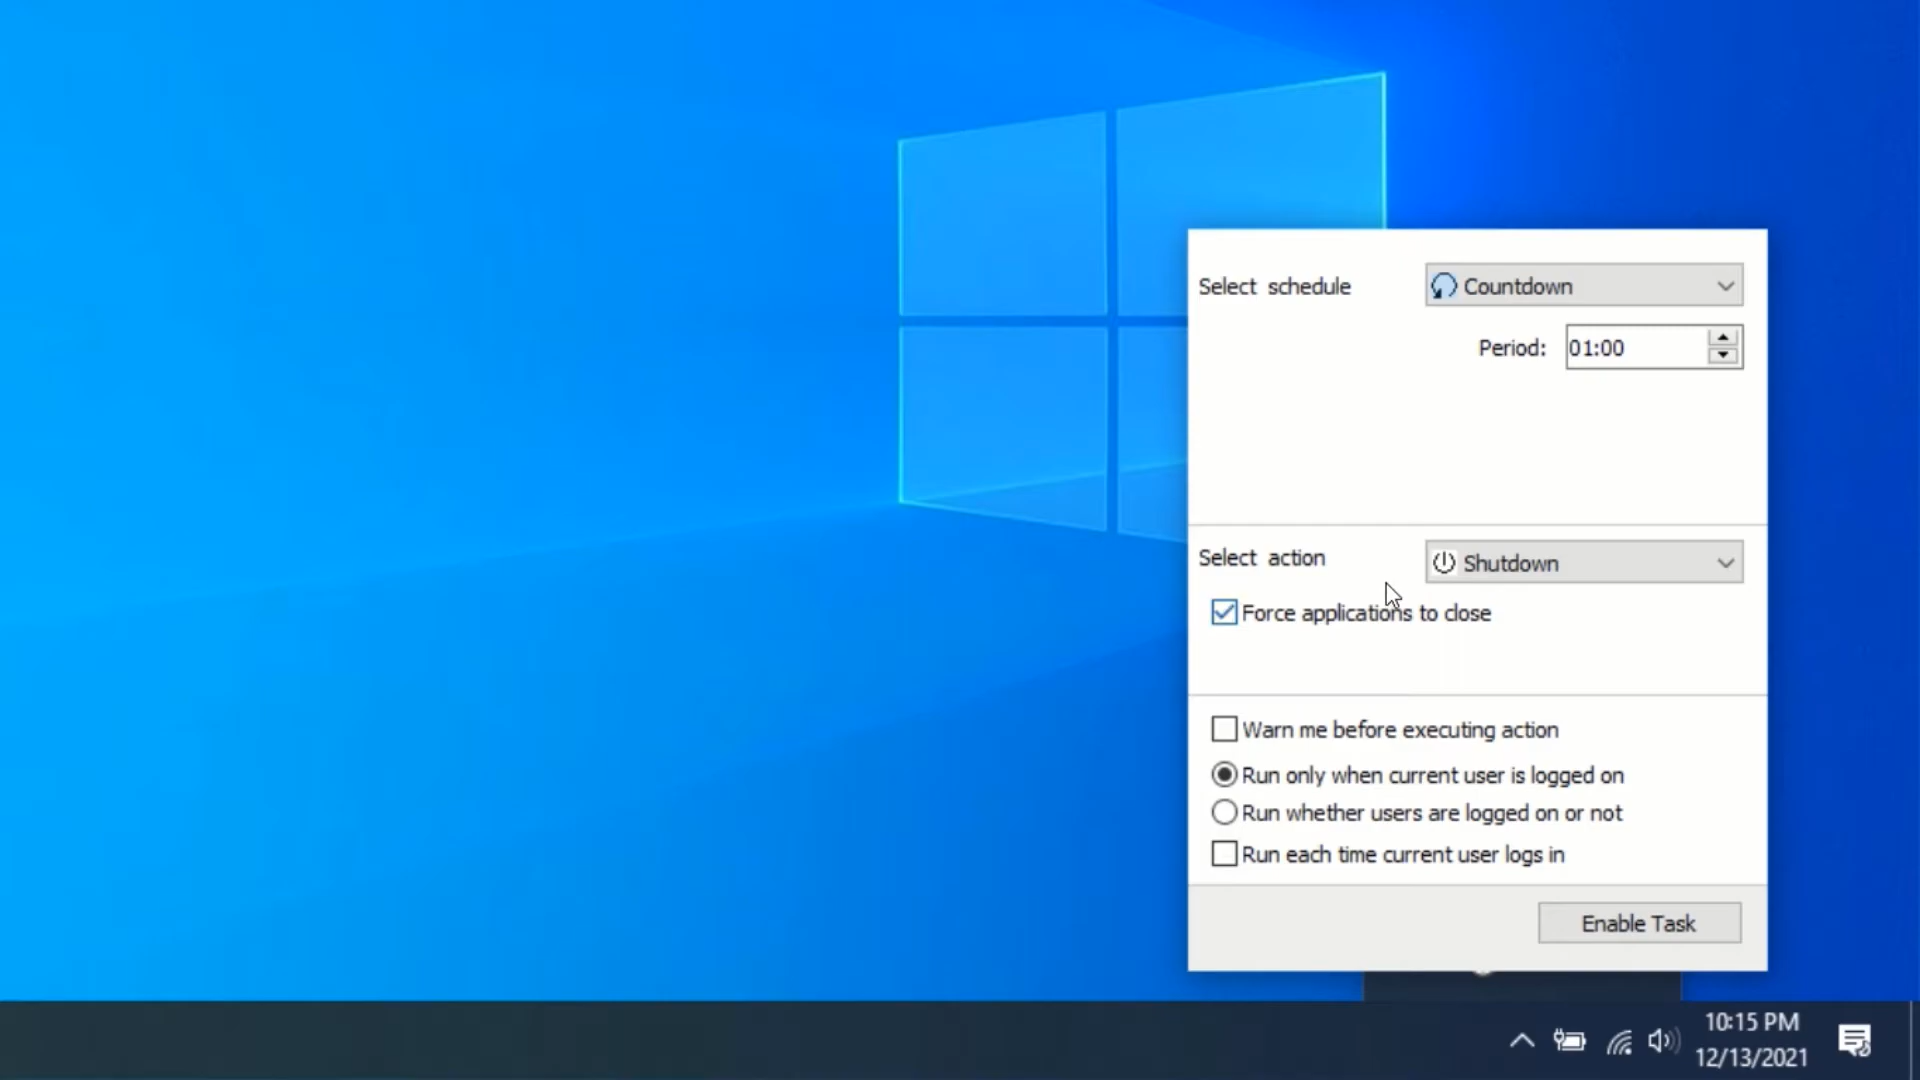 Select schedule
Countdown
Period: 01:00
Select action
Shutdown
Force applications to close
Warn me before executing action
Run only when current user is logged on
Run whether users are logged on or not
Run each time current user logs in
Enable Task
10:15 PM
12/13/2021